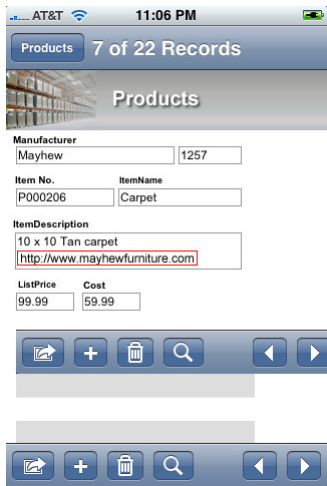 AT&T 11:06 PM
Products 7 of 22 Records
Products
Manufacturer
Mayhew 1257
Item No. ItemName
P000206 Carpet
ItemDescription
10 x 10 Tan carpet
http://www.mayhewfurniture.com
ListPrice Cost
99.99 59.99